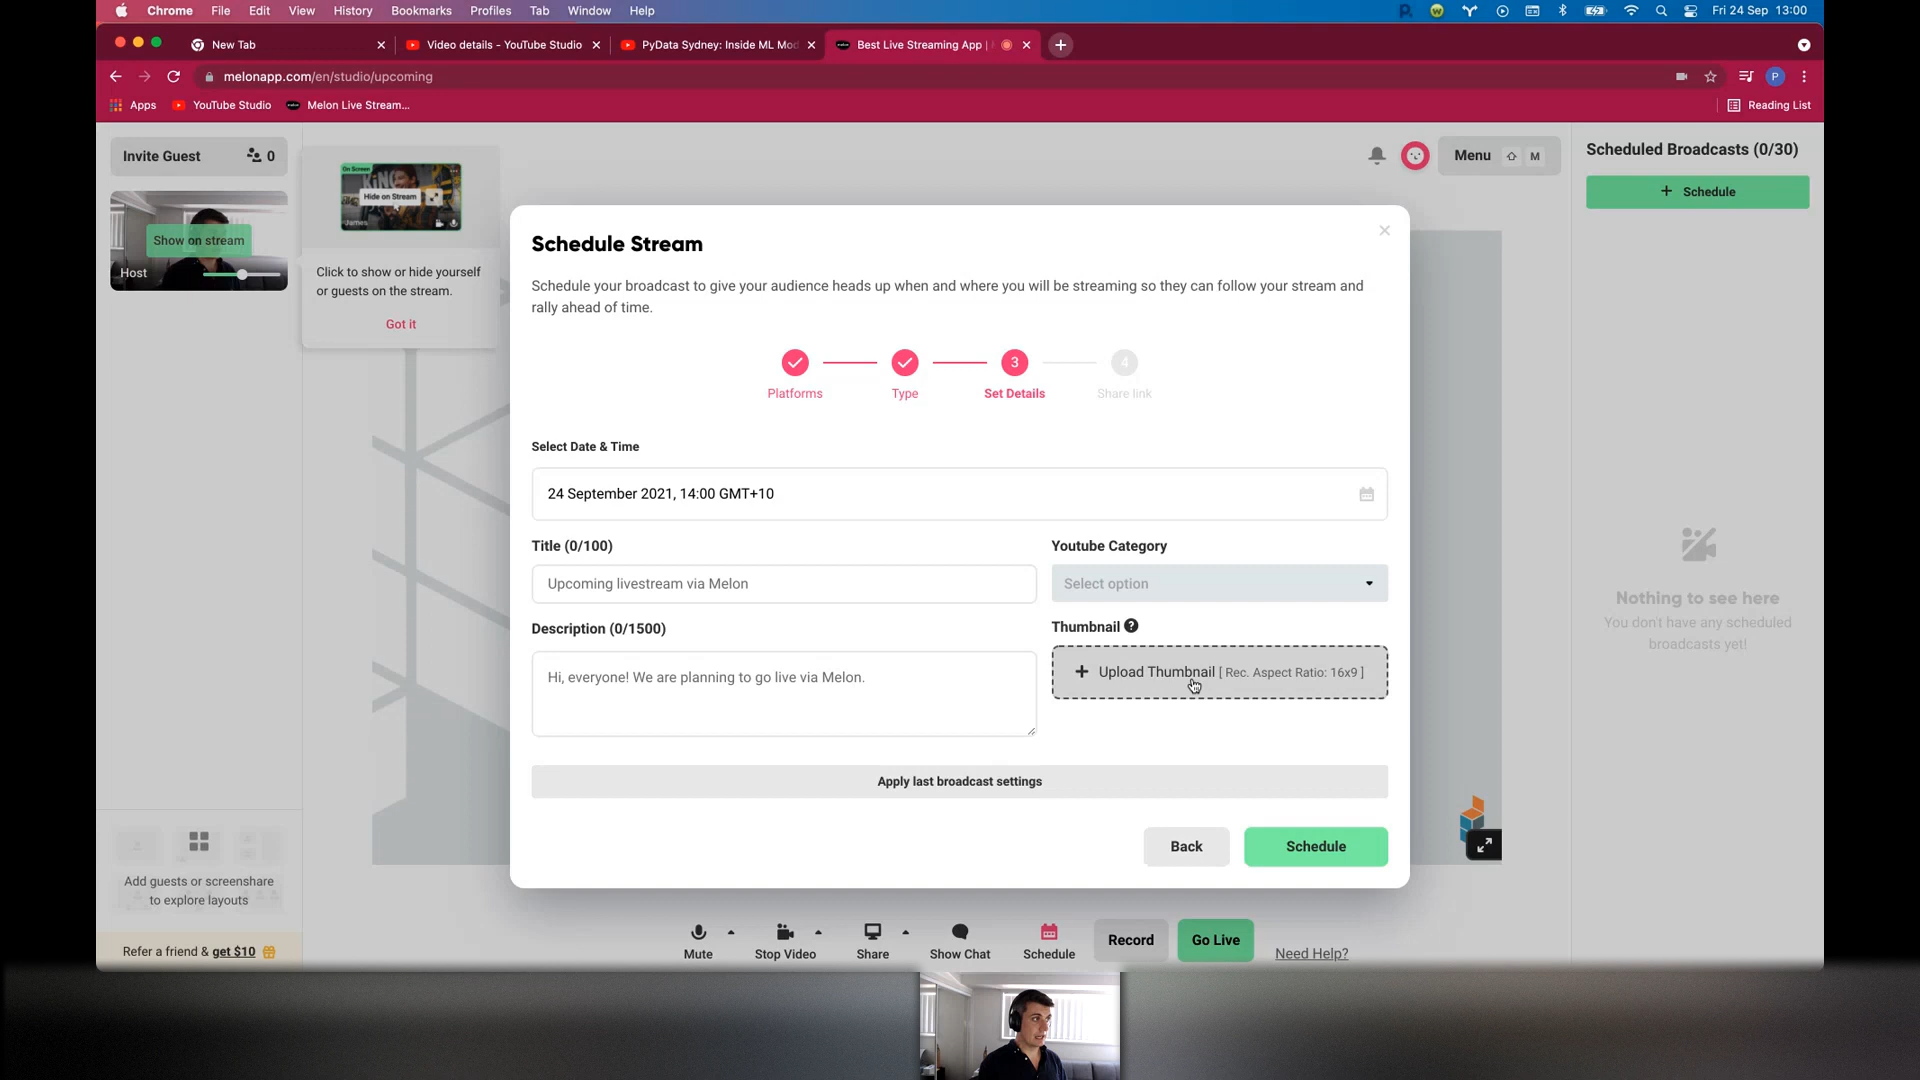 Chrome File Edit View History Bookmarks Profiles Tab Window Help Fri 24 Sep 13:00
New Tab Video details - YouTube Studio PyData Sydney: Inside ML Mod Best Live Streaming App |
melonapp.com/en/studio/upcoming P
Apps YouTube Studio Melon Live Stream... Reading List
Invite Guest 0
On Screen
Hide on Stream
James
Show on stream
Host
Click to show or hide yourself
or guests on the stream.
Got it
Menu M
Scheduled Broadcasts (0/30)
+ Schedule
Schedule Stream
Schedule your broadcast to give your audience heads up when and where you will be streaming so they can follow your stream and
rally ahead of time.
3 4
Platforms Type Set Details Share link
Select Date & Time
24 September 2021, 14:00 GMT+10
Title (0/100) Youtube Category
Upcoming livestream via Melon Select option
Description (0/1500) Thumbnail ?
Hi, everyone! We are planning to go live via Melon.
+ Upload Thumbnail [ Rec. Aspect Ratio: 16x9 ]
Apply last broadcast settings
Back Schedule
Nothing to see here
You don't have any scheduled
broadcasts yet!
Add guests or screenshare
to explore layouts
Refer a friend & get $10
Mute Stop Video Share Show Chat Schedule Record Go Live Need Help?